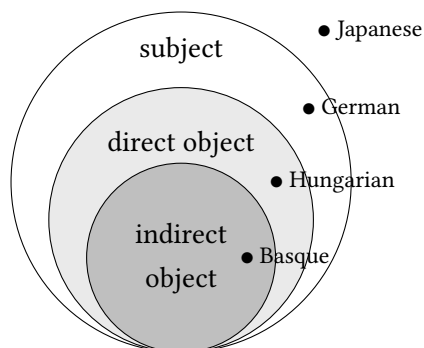 ● Japanese
subject
● German
direct object
● Hungarian
indirect
● Basque
object